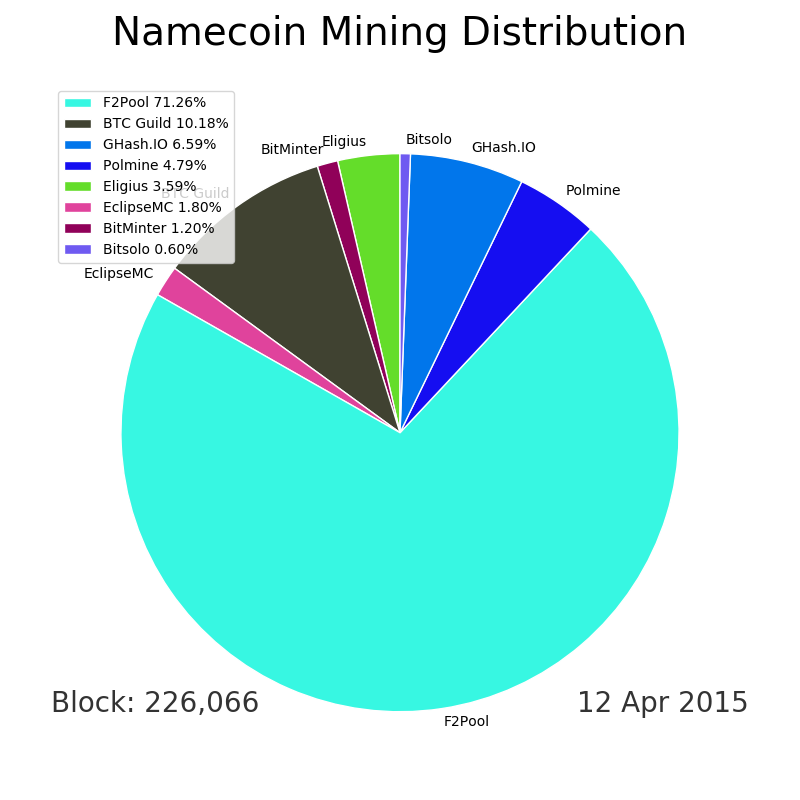 Namecoin Mining Distribution
F2Pool 71.26%
BTC Guild 10.18%
GHash.IO 6.59%
Polmine 4.79%
Eligius 3.59%
EclipseMC 1.80%
BitMinter 1.20%
Bitsolo 0.60%
BTC Guild
BitMinter
Eligius
Bitsolo
GHash.IO
Polmine
EclipseMC
F2Pool
Block: 226,066
12 Apr 2015